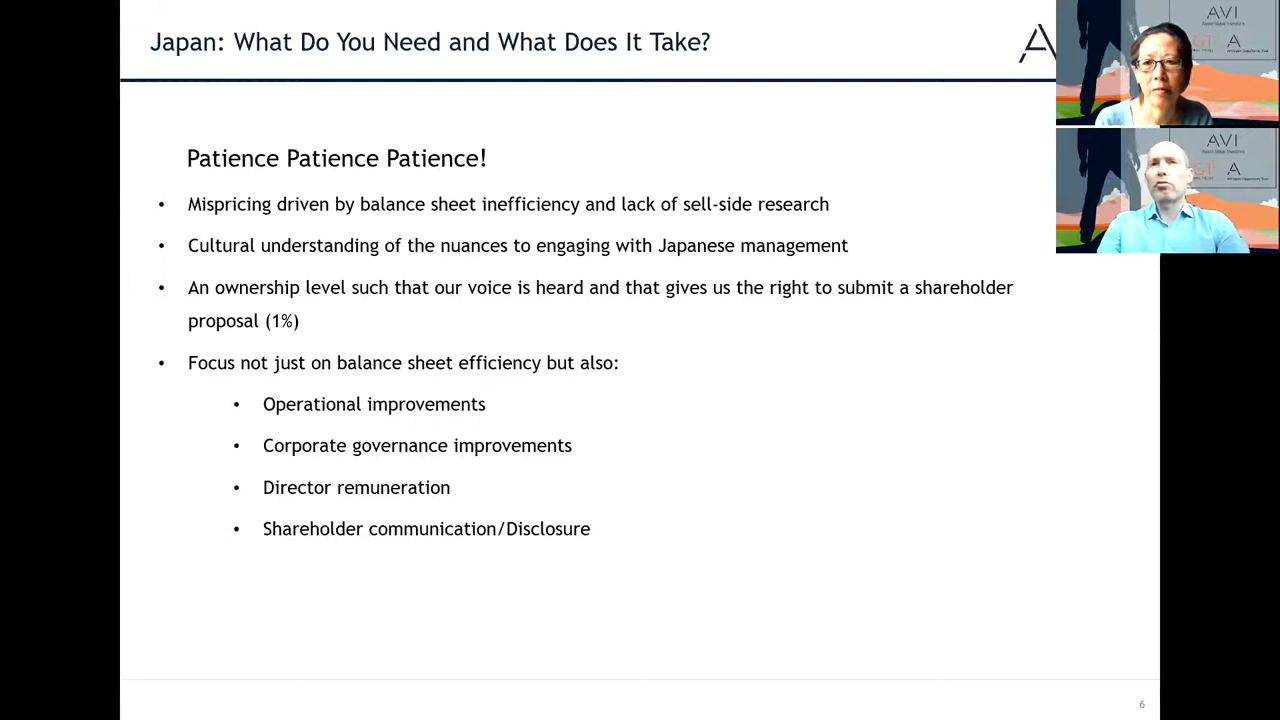 Japan: What Do You Need and What Does It Take?
AVI
Patience Patience Patience!
• Mispricing driven by balance sheet inefficiency and lack of sell-side research
• Cultural understanding of the nuances to engaging with Japanese management
AVI
• An ownership level such that our voice is heard and that gives us the right to submit a shareholder
proposal (1%)
• Focus not just on balance sheet efficiency but also:
• Operational improvements
• Corporate governance improvements
• Director remuneration
• Shareholder communication/Disclosure
6